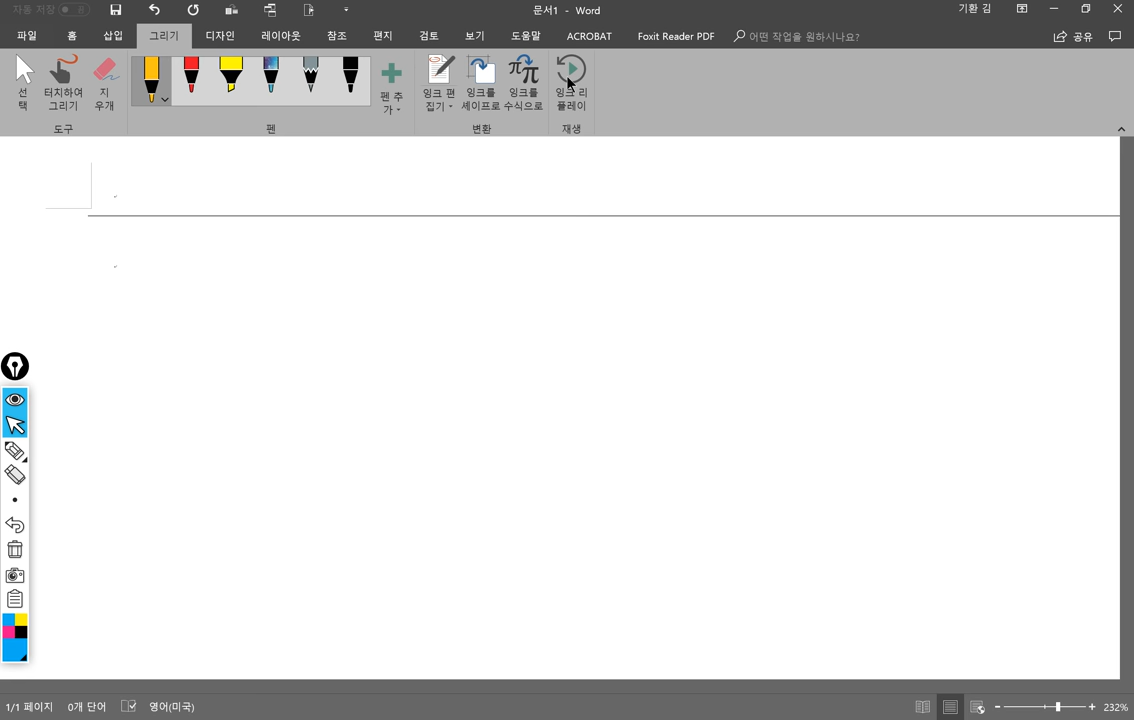 자동 저장 끔 문서1 - Word 기환 김
파일 홈 삽입 그리기 디자인 레이아웃 참조 편지 검토 보기 도움말 ACROBAT Foxit Reader PDF 어떤 작업을 원하시나요? 공유
선택 터치하여 그리기 지우개 펜 추가 잉크 편집기 잉크를 셰이프로 잉크를 수식으로 잉크 리플레이
도구 펜 변환 재생
1/1 페이지 0개 단어 영어(미국) 232%